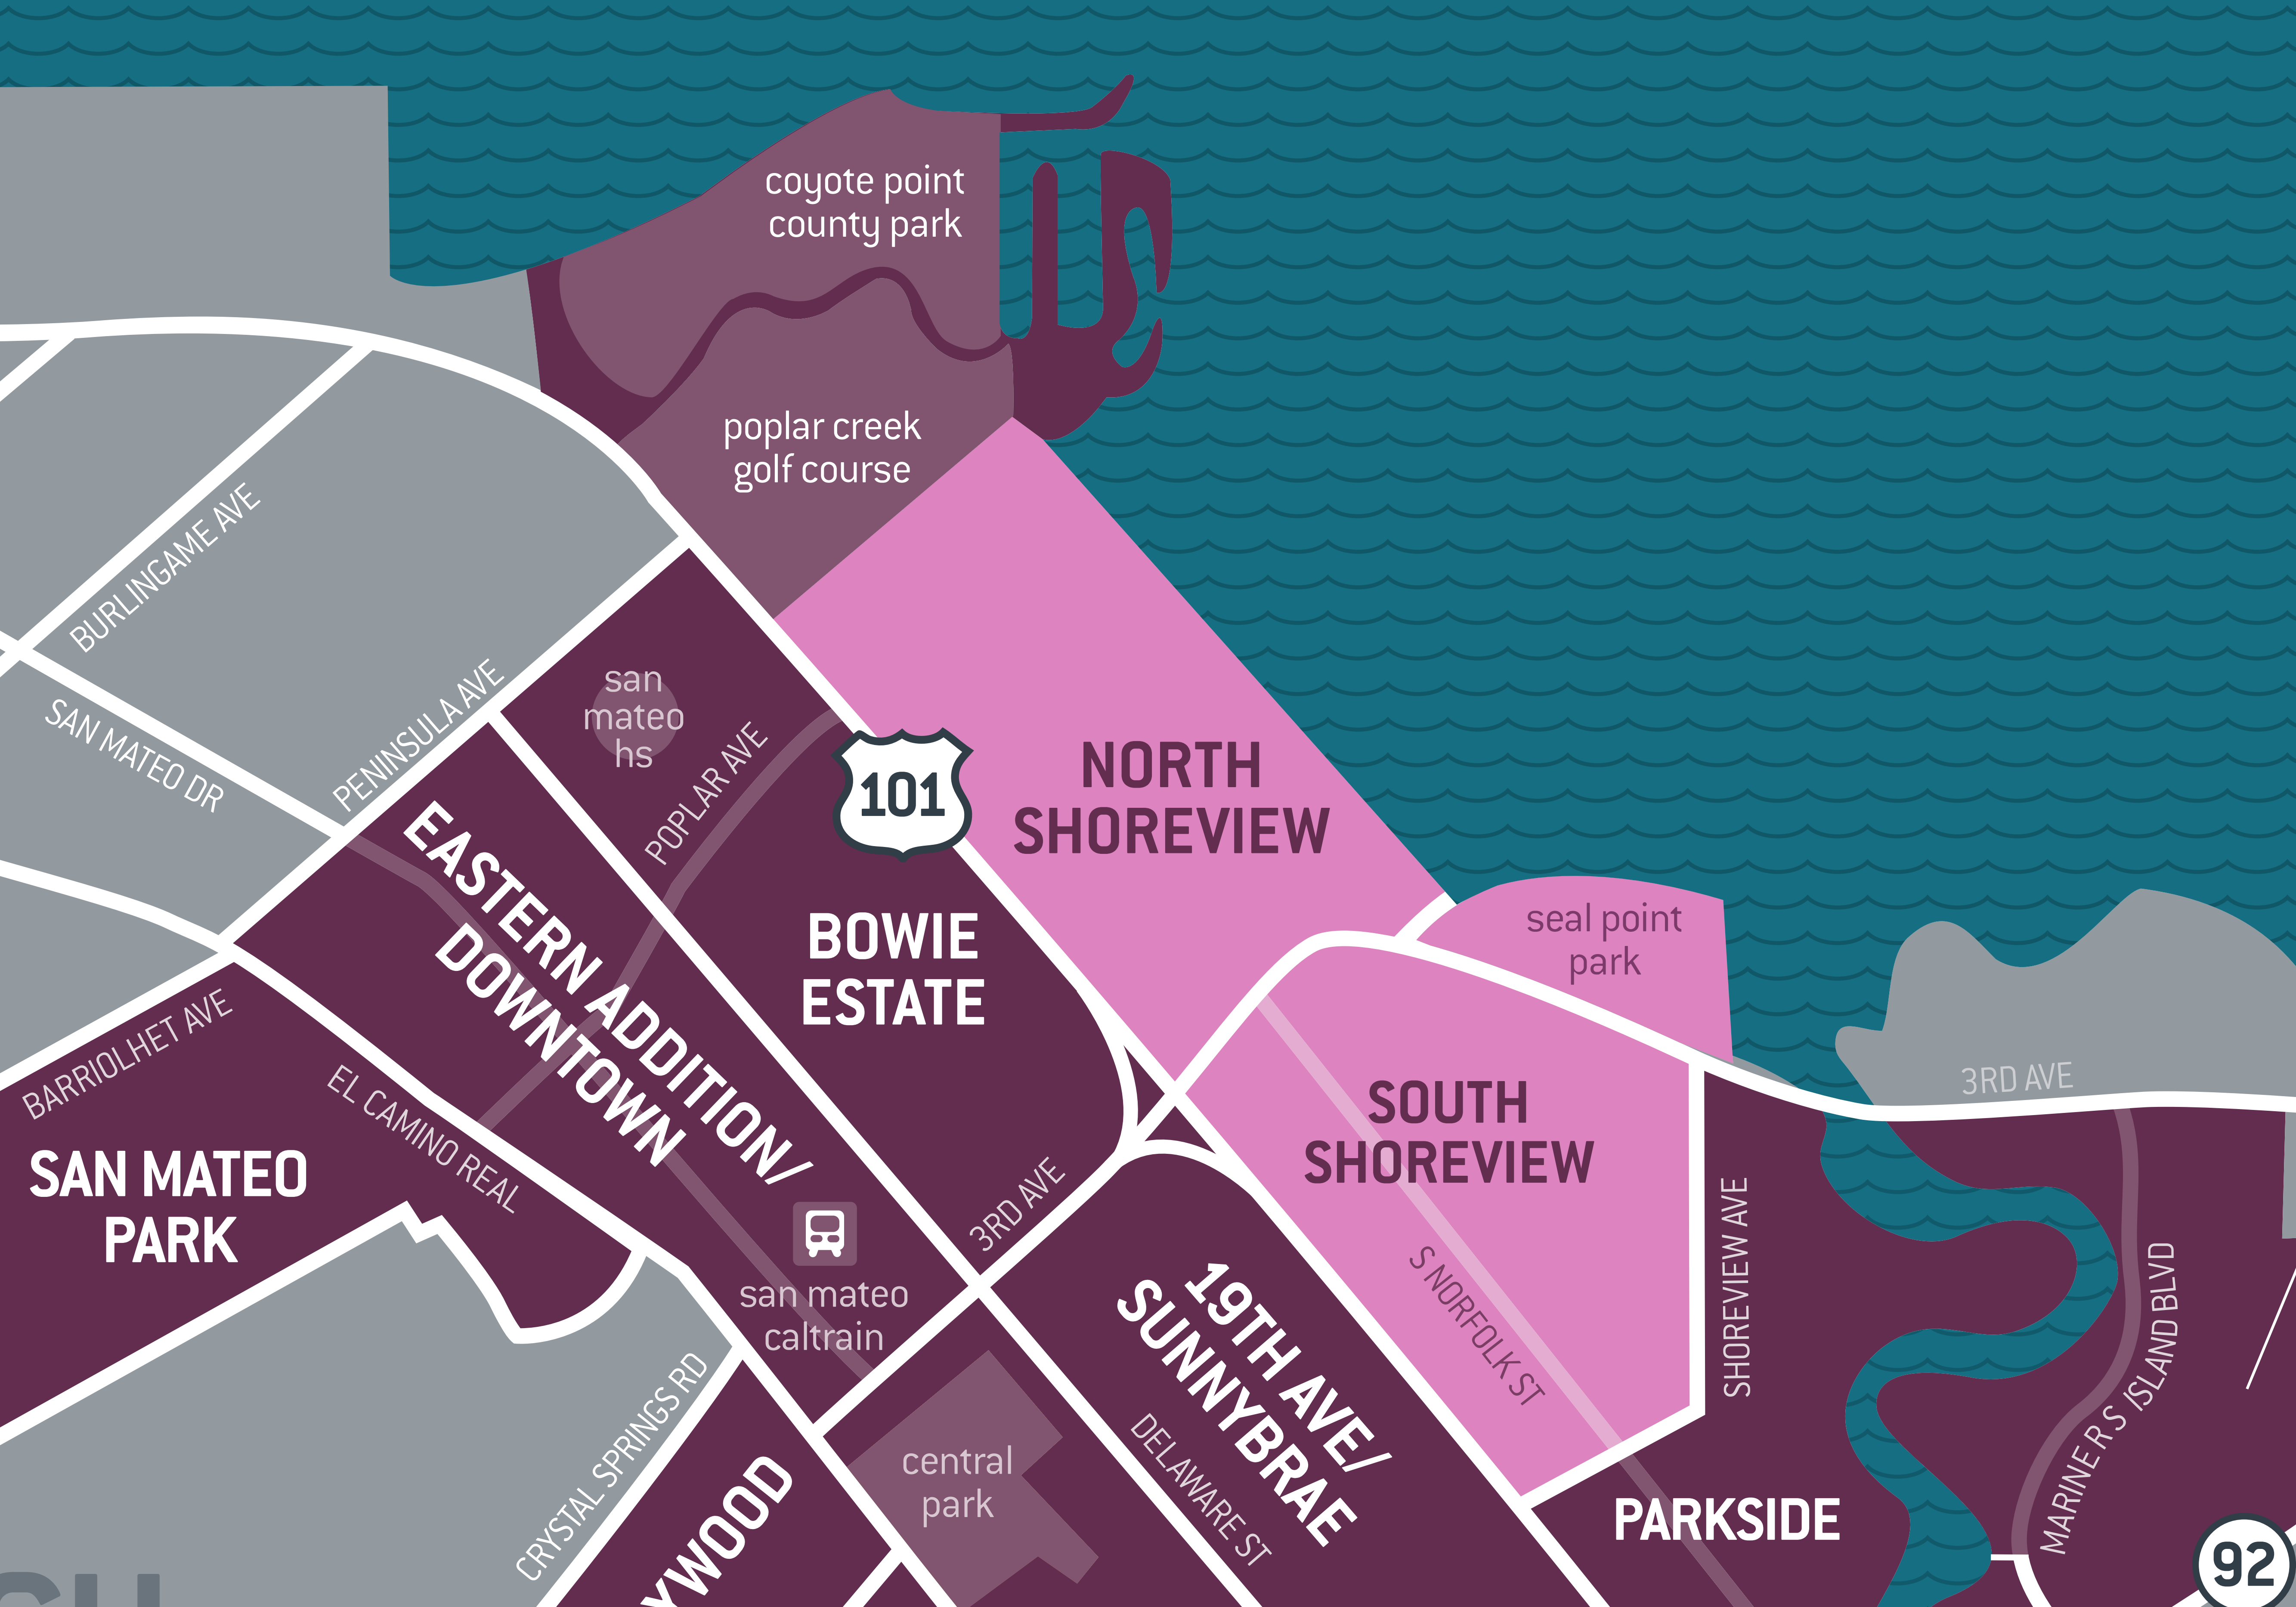 coyote point
county park
poplar creek
golf course
BURLINGAME AVE
SAN MATEO DR
PENINSULA AVE
san
mateo
hs
POPLAR AVE
101
NORTH
SHOREVIEW
EASTERN ADDITION/
DOWNTOWN
BOWIE
ESTATE
seal point
park
3RD AVE
BARRIOLHET AVE
EL CAMINO REAL
SAN MATEO
PARK
SOUTH
SHOREVIEW
SHOREVIEW AVE
S NORFOLK ST
3RD AVE
san mateo
caltrain
19TH AVE/
SUNNYBRAE
MARINERS ISLAND BLVD
CRYSTAL SPRINGS RD
central
park
DELAWARE ST
PARKSIDE
YWOOD
92